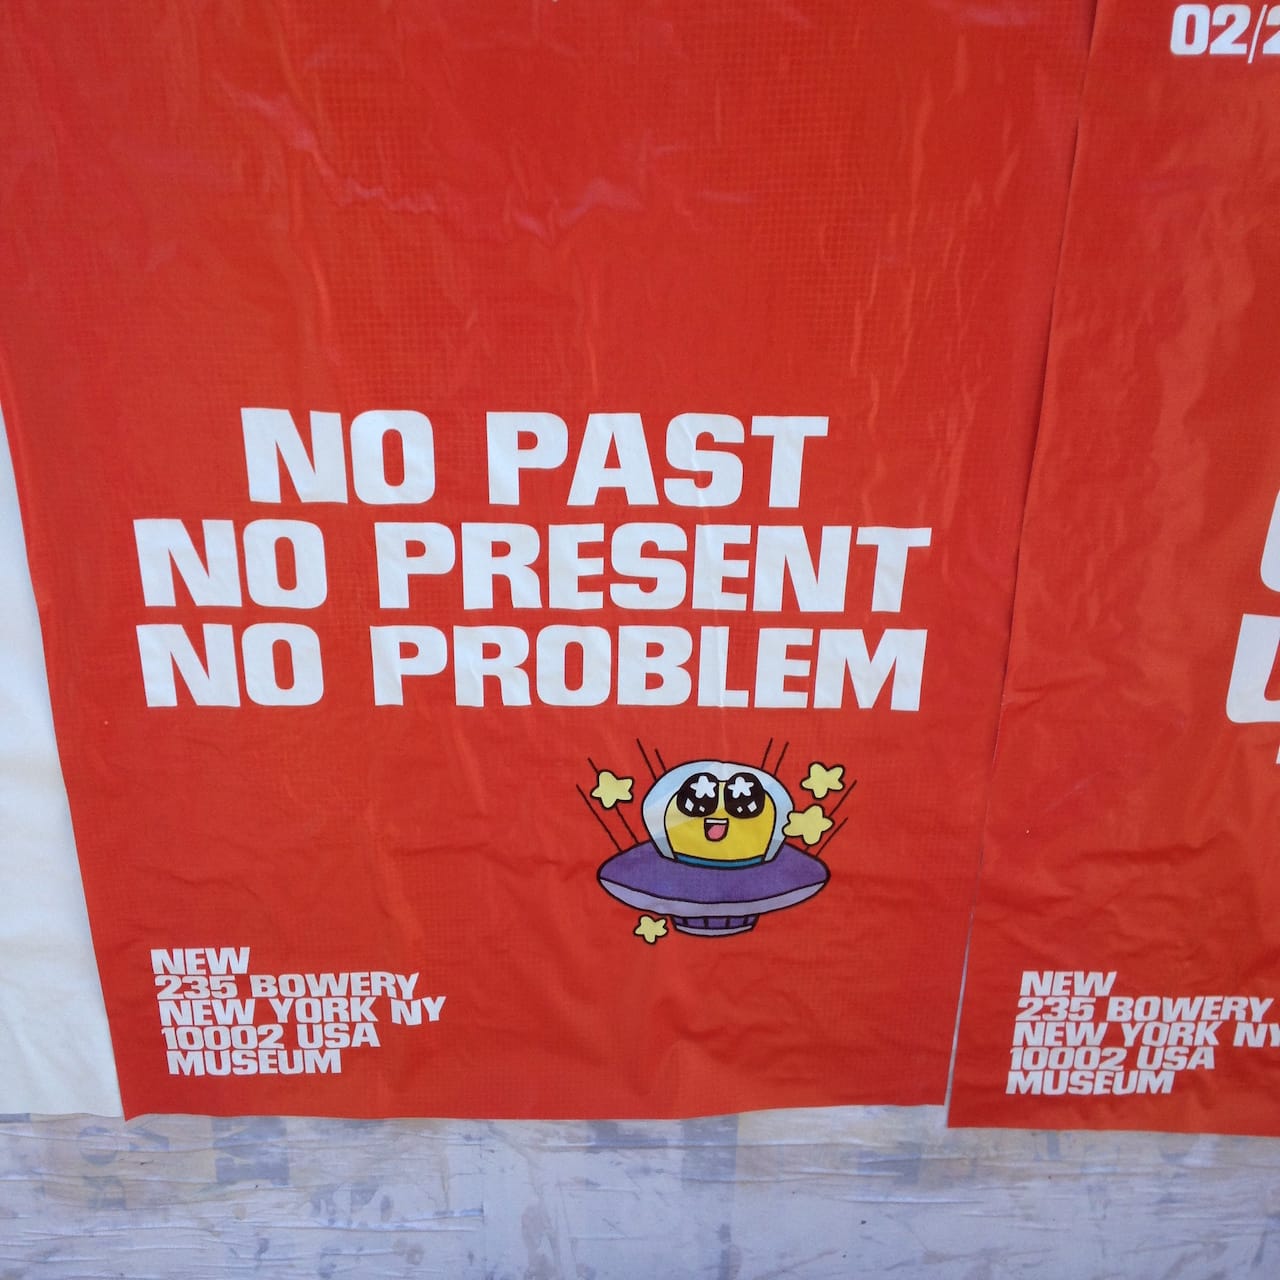 NO PAST
NO PRESENT
NO PROBLEM
NEW
235 BOWERY
NEW YORK NY
10002 USA
MUSEUM
NEW
235 BOWERY
NEW YORK NY
10002 USA
MUSEUM